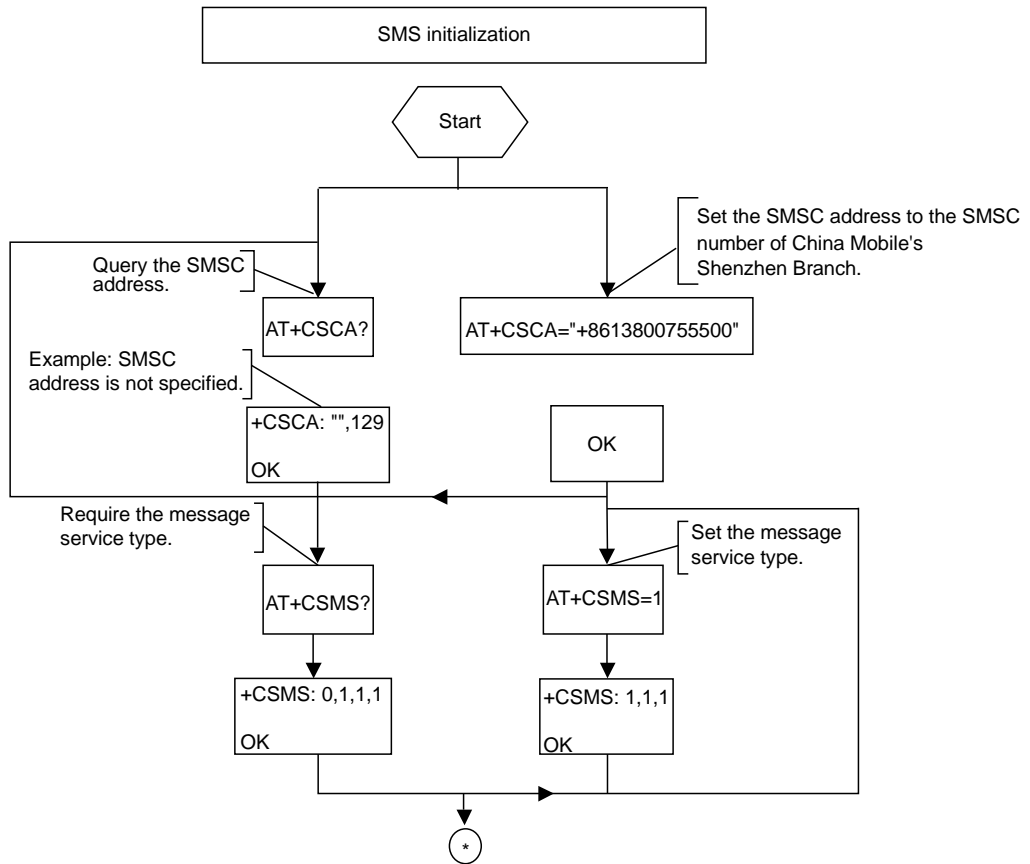 SMS initialization
Start
Set the SMSC address to the SMSC
number of China Mobile's
Shenzhen Branch.
Query the SMSC
address.
AT+CSCA?
AT+CSCA="+8613800755500"
Example: SMSC
address is not specified.
+CSCA: "",129
OK
OK
Require the message
service type.
Set the message
service type.
AT+CSMS?
AT+CSMS=1
+CSMS: 0,1,1,1
OK
+CSMS: 1,1,1
OK
*